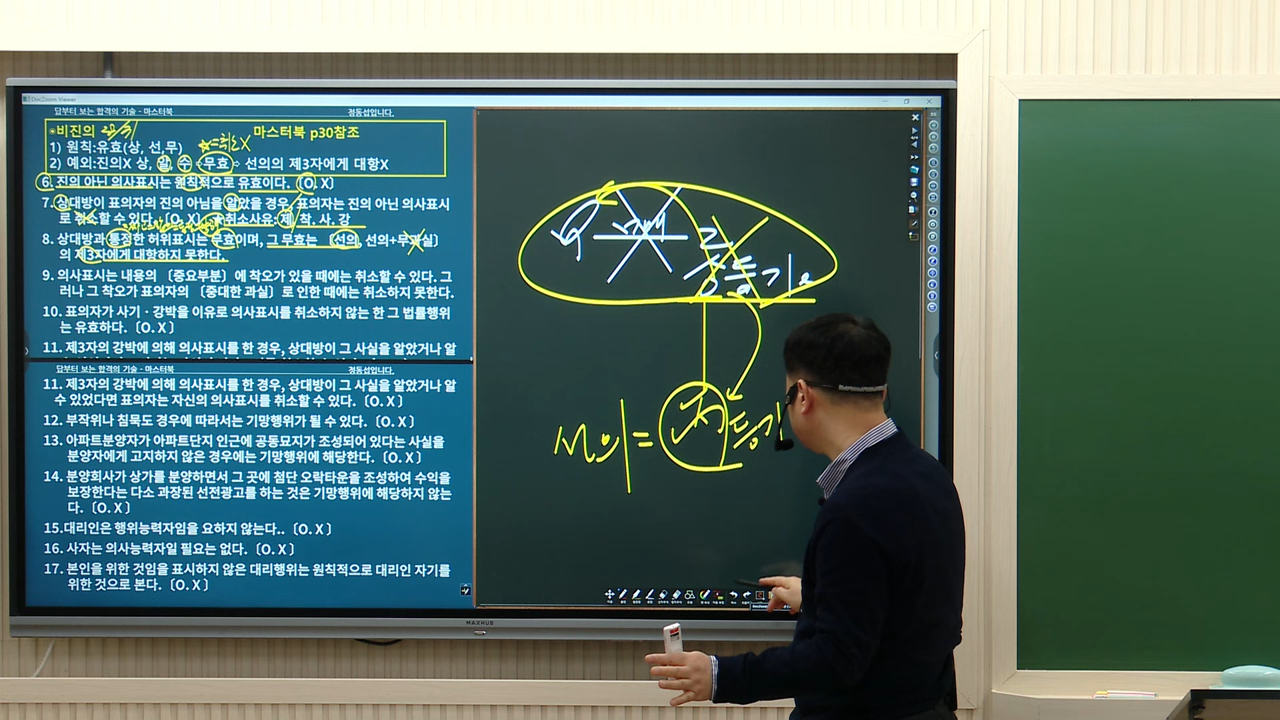 DocZoom Viewer
답부터 보는 합격의 기술 - 마스터북
정동섭입니다.
◉비진의
마스터북 p30참조
1) 원칙:유효(상, 선,무)
2) 예외:진의X 상, 알, 수 -무효 ÷ 선의의 제3자에게 대항X
6. 진의 아닌 의사표시는 원칙적으로 유효이다. 〔O. X〕
7. 상대방이 표의자의 진의 아님을 알았을 경우, 표의자는 진의 아닌 의사표시
로 취소할 수 있다. 〔O. X〕 취소사유: 제, 착, 사, 강
8. 상대방과 통정한 허위표시는 무효이며, 그 무효는 〔선의, 선의+무과실〕
의 제3자에게 대항하지 못한다.
9. 의사표시는 내용의 〔중요부분〕에 착오가 있을 때에는 취소할 수 있다. 그
러나 그 착오가 표의자의 〔중대한 과실〕로 인한 때에는 취소하지 못한다.
10. 표의자가 사기 · 강박을 이유로 의사표시를 취소하지 않는 한 그 법률행위
는 유효하다. 〔O. X〕
11. 제3자의 강박에 의해 의사표시를 한 경우, 상대방이 그 사실을 알았거나 알
답부터 보는 합격의 기술 - 마스터북
정동섭입니다.
11. 제3자의 강박에 의해 의사표시를 한 경우, 상대방이 그 사실을 알았거나 알
수 있었다면 표의자는 자신의 의사표시를 취소할 수 있다. 〔O. X〕
12. 부작위나 침묵도 경우에 따라서는 기망행위가 될 수 있다. 〔O. X〕
13. 아파트분양자가 아파트단지 인근에 공동묘지가 조성되어 있다는 사실을
분양자에게 고지하지 않은 경우에는 기망행위에 해당한다. 〔O. X〕
14. 분양회사가 상가를 분양하면서 그 곳에 첨단 오락타운을 조성하여 수익을
보장한다는 다소 과장된 선전광고를 하는 것은 기망행위에 해당하지 않는
다. 〔O. X〕
15.대리인은 행위능력자임을 요하지 않는다.. 〔O. X〕
16. 사자는 의사능력자일 필요는 없다. 〔O. X〕
17. 본인을 위한 것임을 표시하지 않은 대리행위는 원칙적으로 대리인 자기를
위한 것으로 본다. 〔O. X〕
MAXHUB